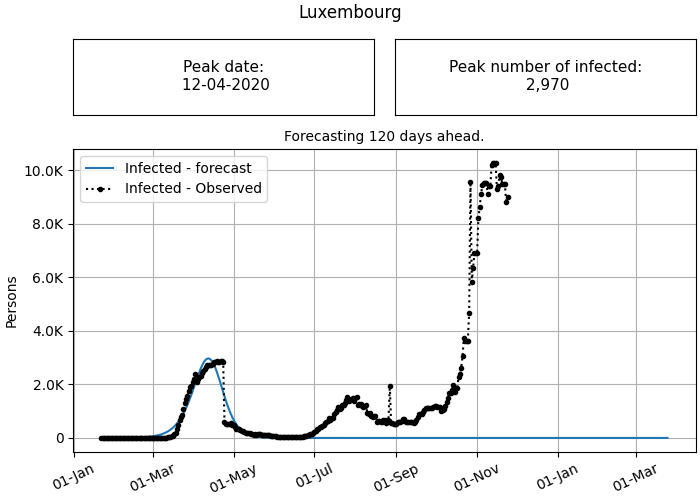 Luxembourg
Peak date:
12-04-2020
Peak number of infected:
2,970
Forecasting 120 days ahead.
Infected - forecast
Infected - Observed
10.0K
8.0K
6.0K
4.0K
2.0K
0
Persons
01-Jan
01-Mar
01-May
01-Jul
01-Sep
01-Nov
01-Jan
01-Mar